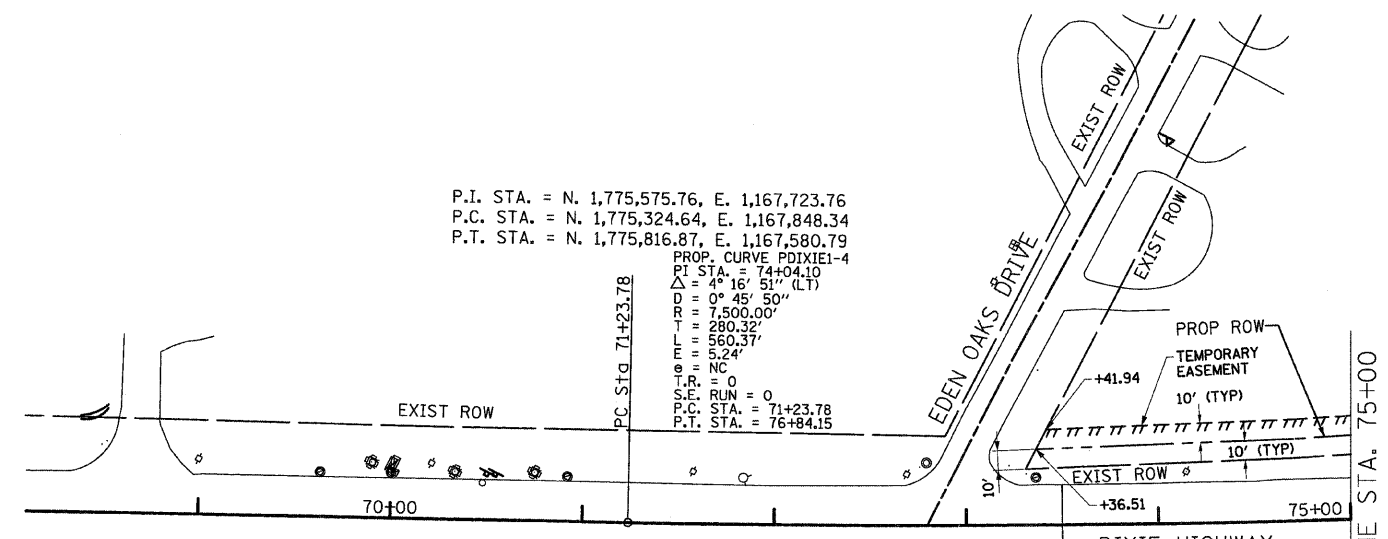 P.I. STA. = N. 1,775,575.76, E. 1,167,723.76
P.C. STA. = N. 1,775,324.64, E. 1,167,848.34
P.T. STA. = N. 1,775,816.87, E. 1,167,580.79
PROP. CURVE PDIXIE1-4
PI STA. = 74+04.10
Δ = 4° 16' 51" (LT)
D = 0° 45' 50"
R = 7,500.00'
T = 280.32'
L = 560.37'
E = 5.24'
e = NC
T.R. = 0
S.E. RUN = 0
P.C. STA. = 71+23.78
P.T. STA. = 76+84.15
PC Sta 71+23.78
EXIST ROW
EXIST ROW
EXIST ROW
EDEN OAKS DRIVE
PROP ROW
TEMPORARY
EASEMENT
+41.94
10' (TYP)
10' (TYP)
EXIST ROW
10'
+36.51
70+00
75+00
DIXIE HIGHWAY
NE STA. 75+00